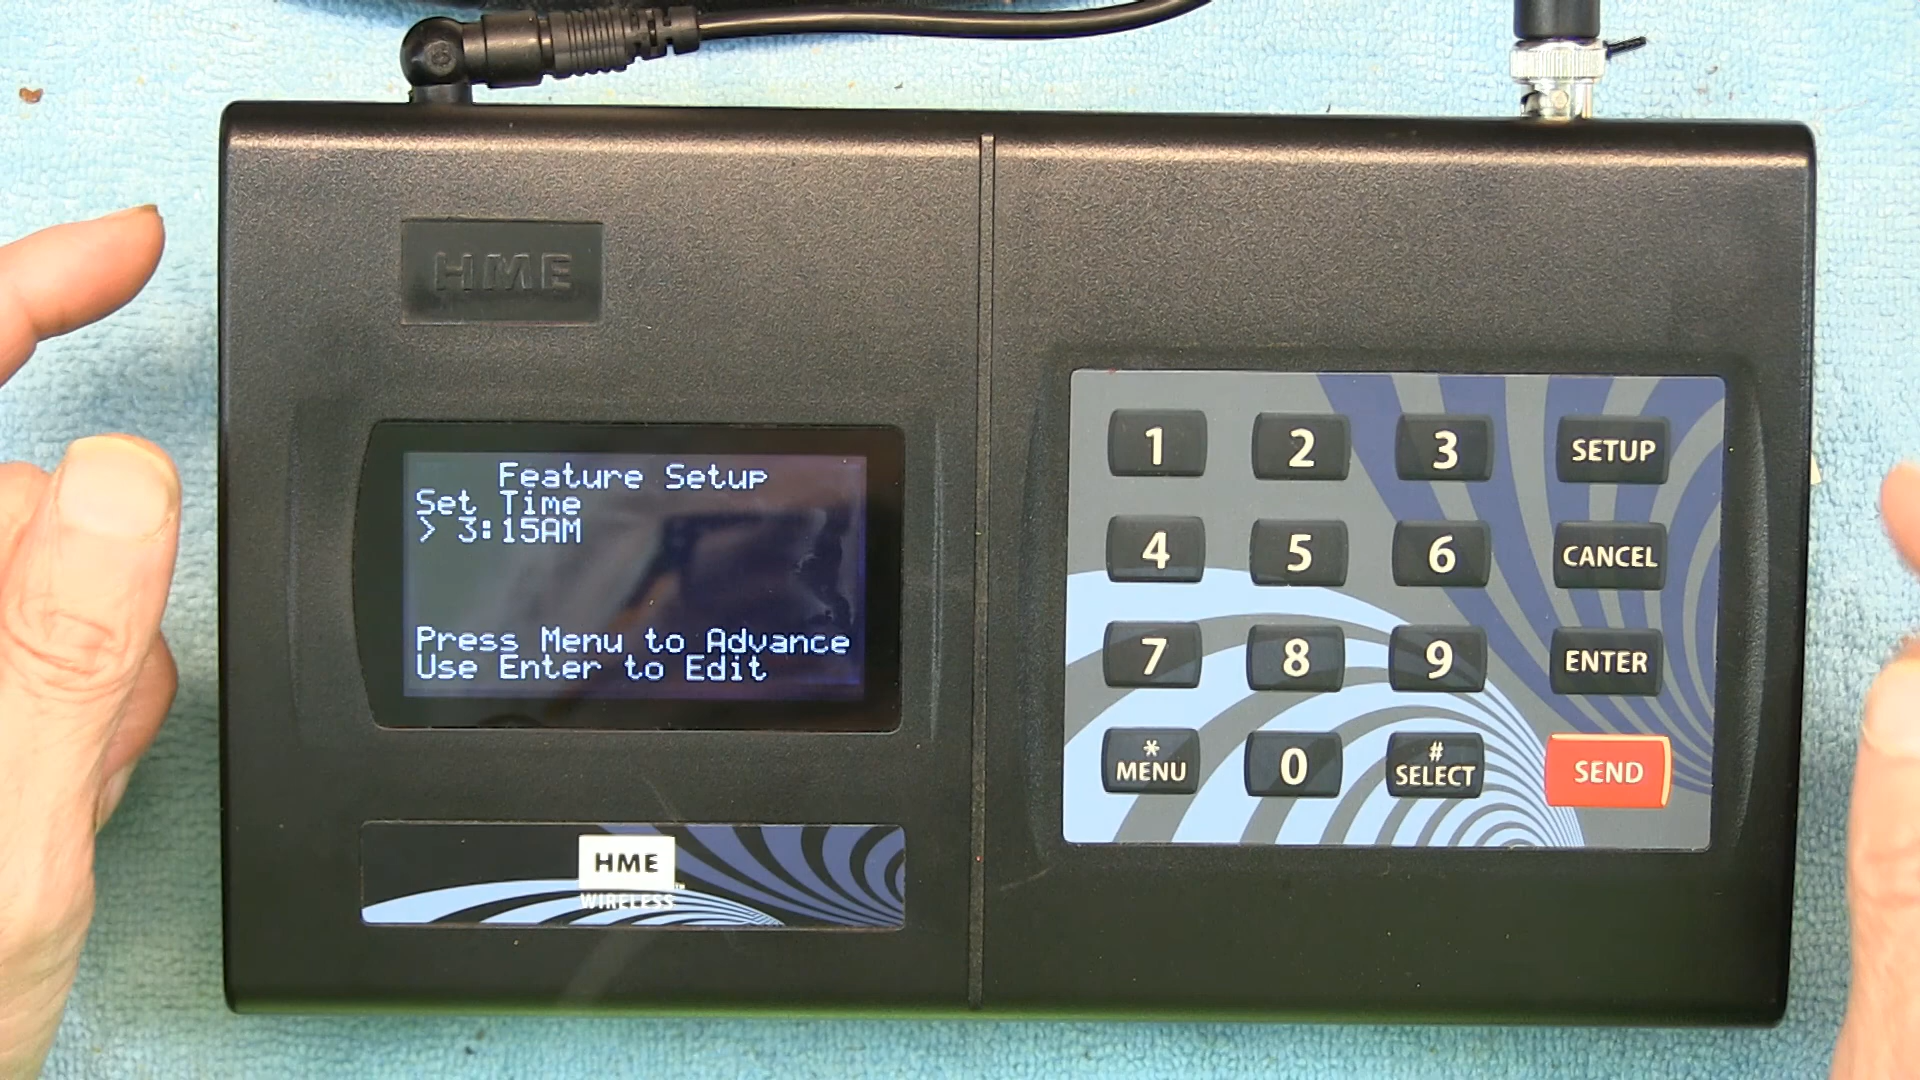 HME
Feature Setup
Set Time
> 3:15AM
Press Menu to Advance
Use Enter to Edit
HME
WIRELESS
1 2 3 SETUP
4 5 6 CANCEL
7 8 9 ENTER
* MENU 0 # SELECT SEND